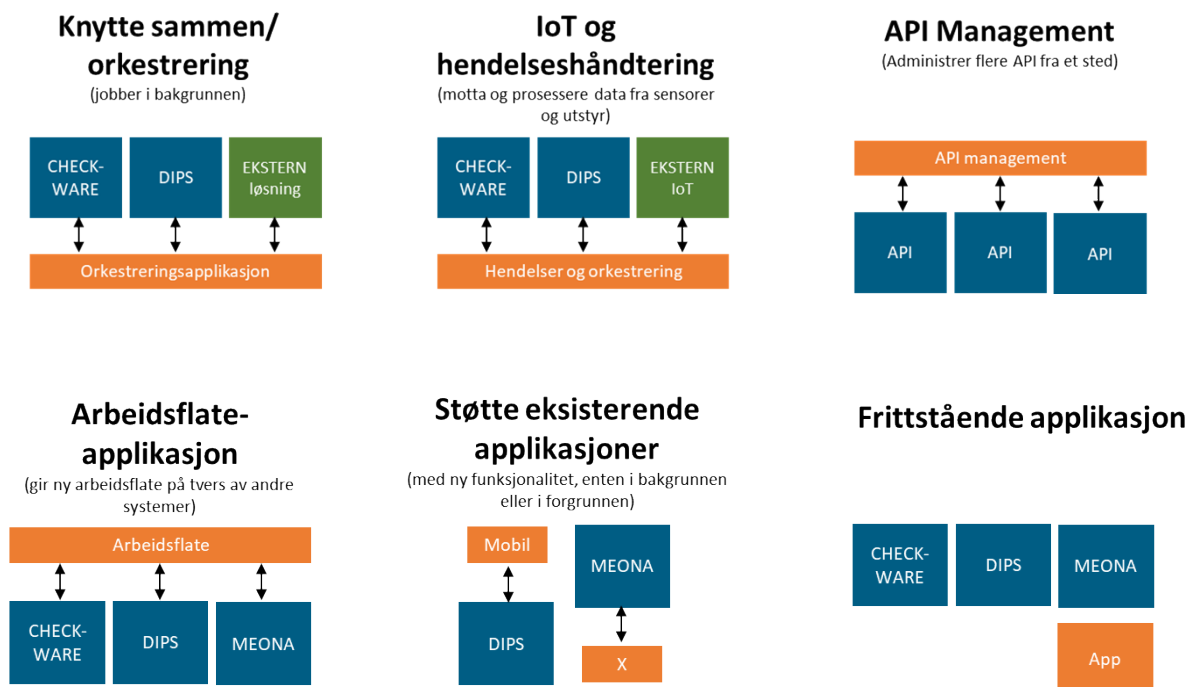 Knytte sammen/
orkestrering
(jobber i bakgrunnen)
CHECK-
WARE
DIPS
EKSTERN
løsning
Orkestreringsapplikasjon
IoT og
hendelseshåndtering
(motta og prosessere data fra sensorer
og utstyr)
CHECK-
WARE
DIPS
EKSTERN
IoT
Hendelser og orkestrering
API Management
(Administrer flere API fra et sted)
API management
API
API
API
Arbeidsflate-
applikasjon
(gir ny arbeidsflate på tvers av andre
systemer)
Arbeidsflate
CHECK-
WARE
DIPS
MEONA
Støtte eksisterende
applikasjoner
(med ny funksjonalitet, enten i bakgrunnen
eller i forgrunnen)
Mobil
DIPS
MEONA
X
Frittstående applikasjon
CHECK-
WARE
DIPS
MEONA
App